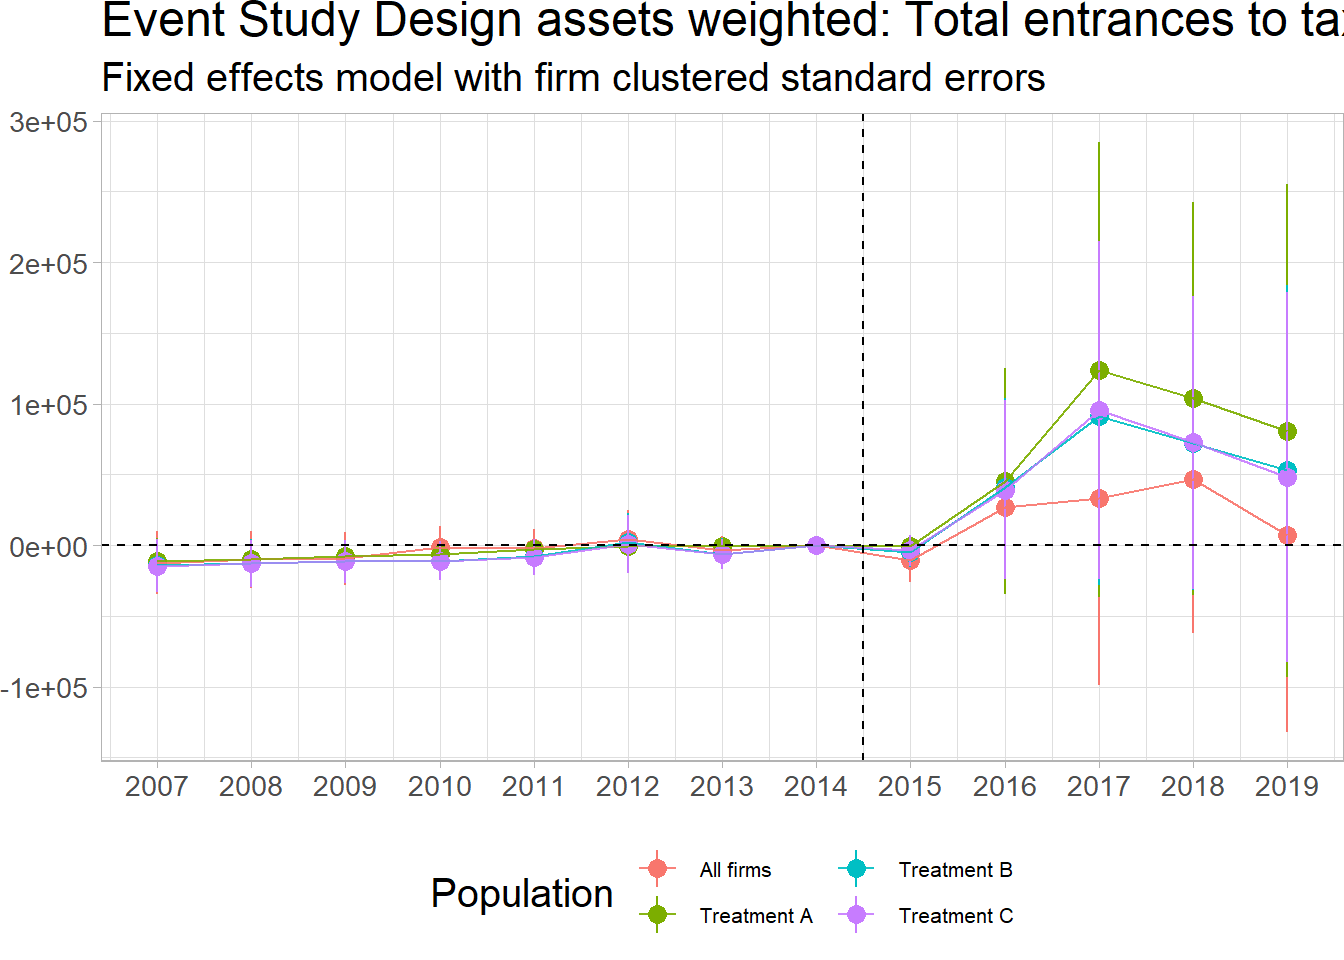 Event Study Design assets weighted: Total entrances to
Fixed effects model with firm clustered standard errors
3e+05
2e+05
1e+05
0e+00
-1e+05
2007 2008 2009 2010 2011 2012 2013 2014 2015 2016 2017 2018 2019
Population
All firms
Treatment A
Treatment B
Treatment C